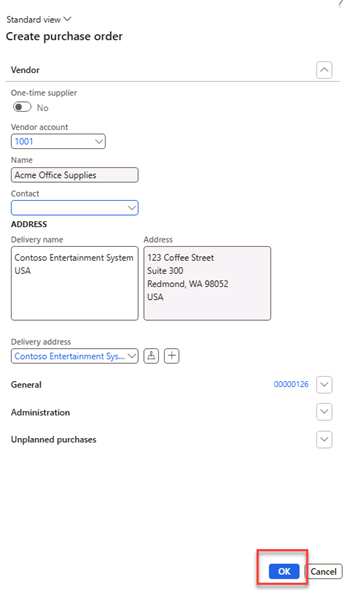 Standard view
Create purchase order
Vendor
One-time supplier
No
Vendor account
1001
Name
Acme Office Supplies
Contact
ADDRESS
Delivery name
Contoso Entertainment System
USA
Address
123 Coffee Street
Suite 300
Redmond, WA 98052
USA
Delivery address
Contoso Entertainment Sys...
General 00000126
Administration
Unplanned purchases
OK Cancel